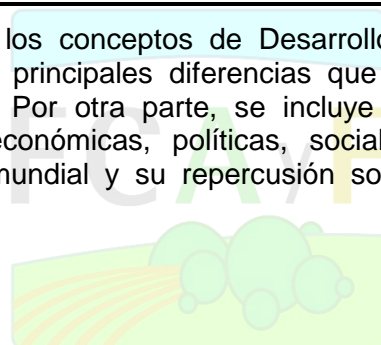 los conceptos de Desarrollo
principales diferencias que
Por otra parte, se incluye
económicas, políticas, social
mundial y su repercusión so
FCAyF